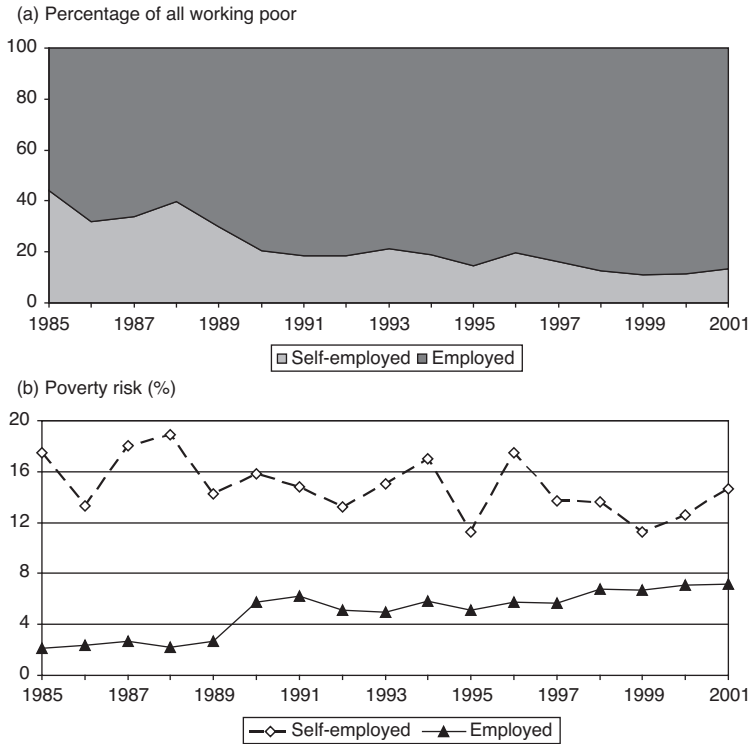 (a) Percentage of all working poor
100
80
60
40
20
0
1985 1987 1989 1991 1993 1995 1997 1999 2001
Self-employed Employed
(b) Poverty risk (%)
20
16
12
8
4
0
1985 1987 1989 1991 1993 1995 1997 1999 2001
Self-employed Employed